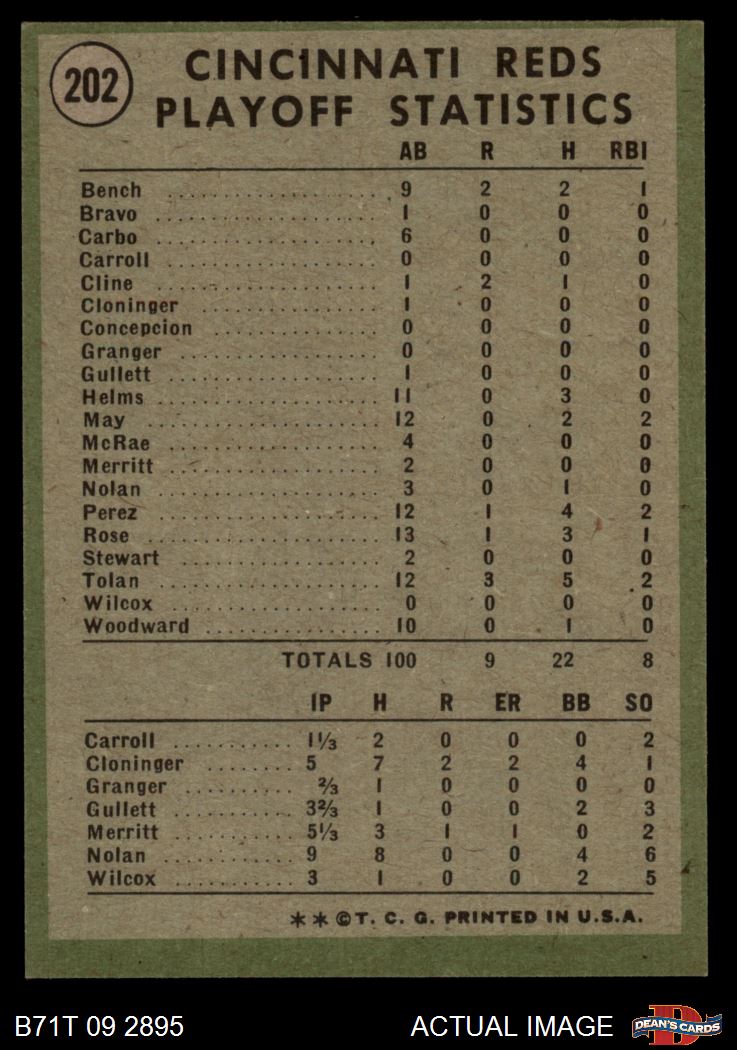 202
CINCINNATI REDS
PLAYOFF STATISTICS
AB R H RBI
Bench .................... 9 2 2 1
Bravo .................... 1 0 0 0
Carbo .................... 6 0 0 0
Carroll .................... 0 0 0 0
Cline .................... 1 2 1 0
Cloninger .................... 1 0 0 0
Concepcion .................... 0 0 0 0
Granger .................... 0 0 0 0
Gullett .................... 1 0 0 0
Helms .................... 11 0 3 0
May .................... 12 0 2 2
McRae .................... 4 0 0 0
Merritt .................... 2 0 0 0
Nolan .................... 3 0 1 0
Perez .................... 12 1 4 2
Rose .................... 13 1 3 1
Stewart .................... 2 0 0 0
Tolan .................... 12 3 5 2
Wilcox .................... 0 0 0 0
Woodward .................... 10 0 1 0
TOTALS 100 9 22 8
IP H R ER BB SO
Carroll ........... 1⅓ 2 0 0 0 2
Cloninger ........ 5 7 2 2 4 1
Granger .......... ⅔ 1 0 0 0 0
Gullett ........... 3⅔ 1 0 0 2 3
Merritt ........... 5⅓ 3 1 1 0 2
Nolan ............ 9 8 0 0 4 6
Wilcox ........... 3 1 0 0 2 5
**©T. C. G. PRINTED IN U.S.A.
B71T 09 2895 ACTUAL IMAGE D DEAN'S CARDS